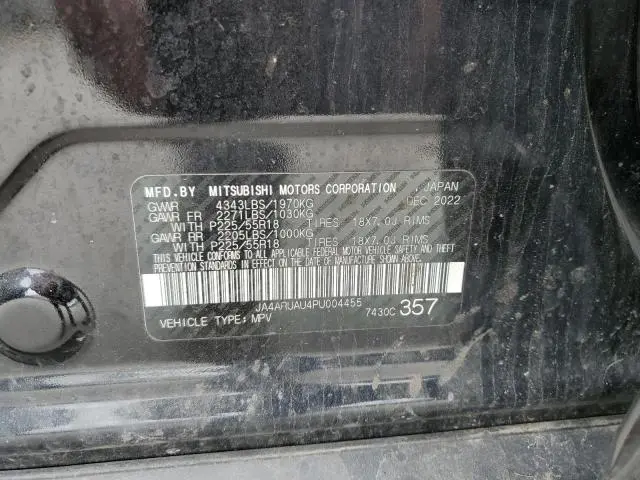 MFD.BY MITSUBISHI MOTORS CORPORATION , JAPAN
GVWR 4343LBS/1970KG DEC 2022
GAWR FR 2271LBS/1030KG
WITH P225/55R18 TIRES 18X7.0J RIMS
GAWR RR 2205LBS/1000KG
WITH P225/55R18 TIRES 18X7.0J RIMS
THIS VEHICLE CONFORMS TO ALL APPLICABLE FEDERAL MOTOR VEHICLE SAFETY AND THEFT
PREVENTION STANDARDS IN EFFECT ON THE DATE OF MANUFACTURE SHOWN ABOVE.
JA4ARUAU4PU004455
VEHICLE TYPE: MPV 7430C 357